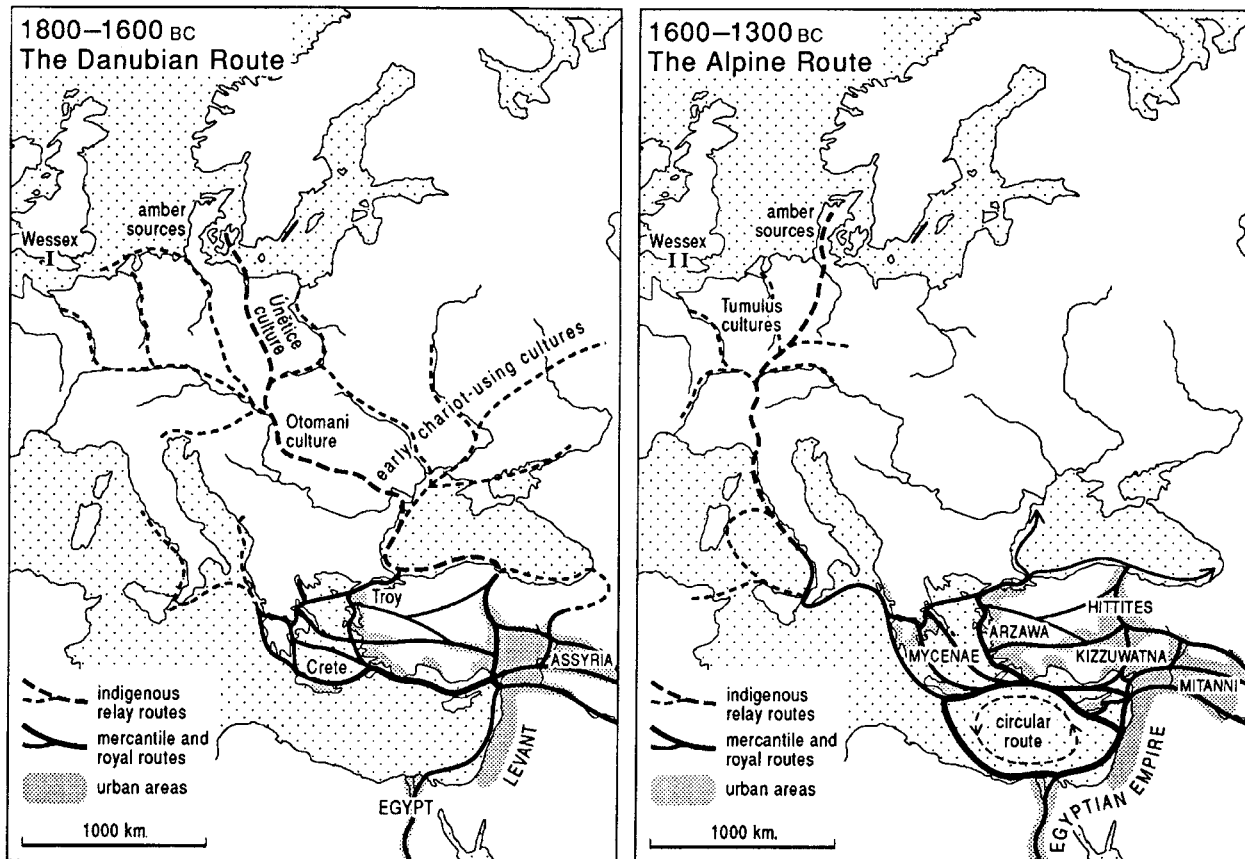 1800–1600 BC
The Danubian Route
amber
sources
Wessex
I
Únětice
culture
early chariot-using cultures
Otomani
culture
Troy
Crete
ASSYRIA
LEVANT
EGYPT
indigenous
relay routes
mercantile and
royal routes
urban areas
1000 km.
1600–1300 BC
The Alpine Route
amber
sources
Wessex
II
Tumulus
cultures
HITTITES
ARZAWA
MYCENAE
KIZZUWATNA
MITANNI
circular
route
EGYPTIAN EMPIRE
indigenous
relay routes
mercantile and
royal routes
urban areas
1000 km.